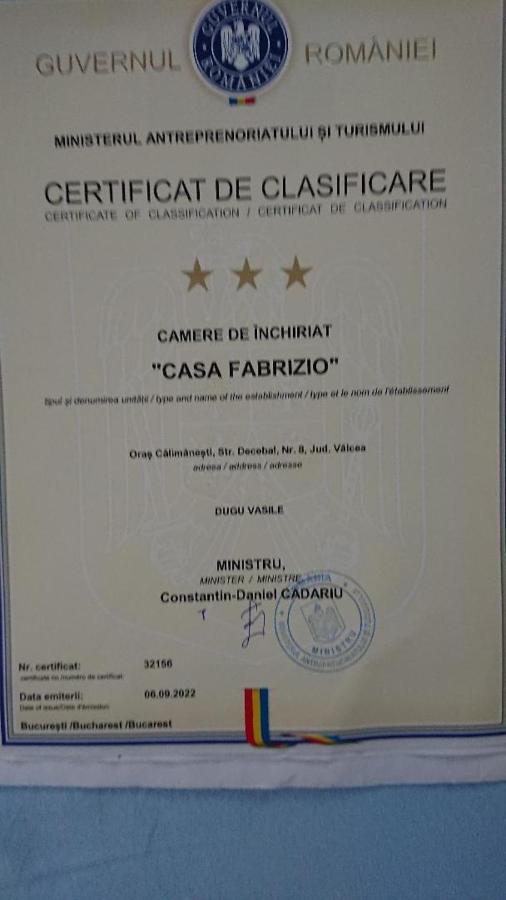 GUVERNUL ROMÂNIEI
GUVERNUL
ROMÂNIEI
MINISTERUL ANTREPRENORIATULUI ȘI TURISMULUI
CERTIFICAT DE CLASIFICARE
CERTIFICATE OF CLASSIFICATION / CERTIFICAT DE CLASSIFICATION
CAMERE DE ÎNCHIRIAT
"CASA FABRIZIO"
tipul și denumirea unității / type and name of the establishment / type et le nom de l'établissement
Oraș Călimănești, Str. Decebal, Nr. 8, Jud. Vâlcea
adresa / address / adresse
DUGU VASILE
MINISTRU,
MINISTER / MINISTRE
Constantin-Daniel CADARIU
MINISTRU
Nr. certificat: 32156
Data emiterii: 06.09.2022
București /Bucharest /Bucarest